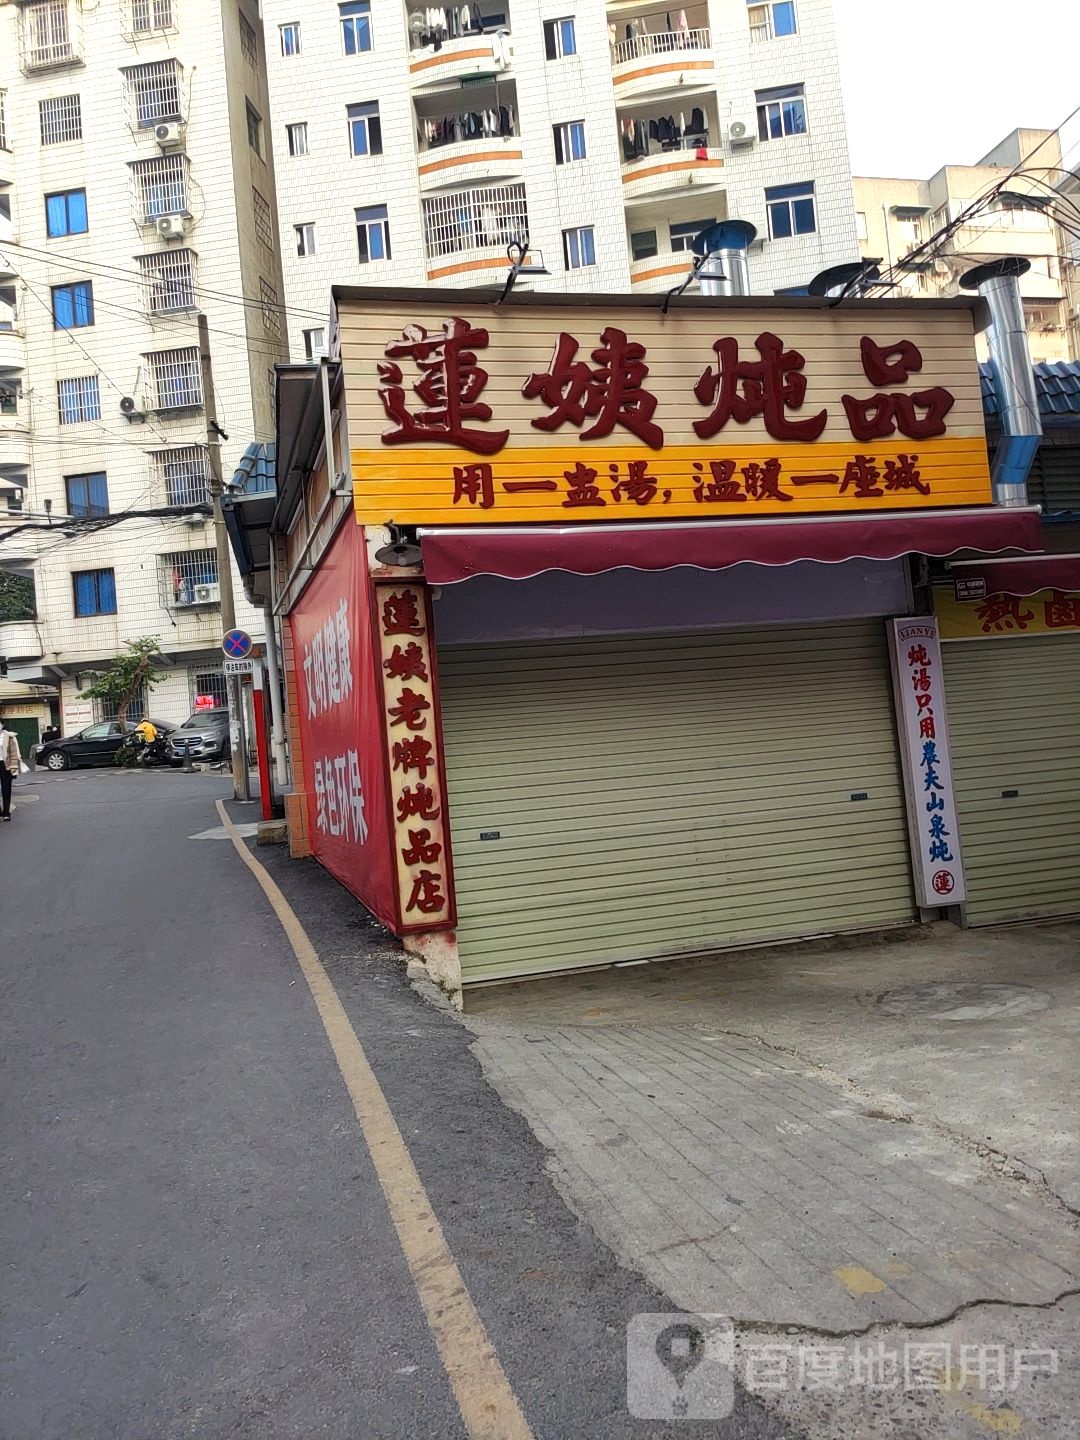 蓮姨炖品
用一盅湯，温暖一座城
蓮姨老牌炖品店
文明健康
绿色环保
LIANYI
炖湯只用農夫山泉炖
蓮
熱鹵
百度地图用户